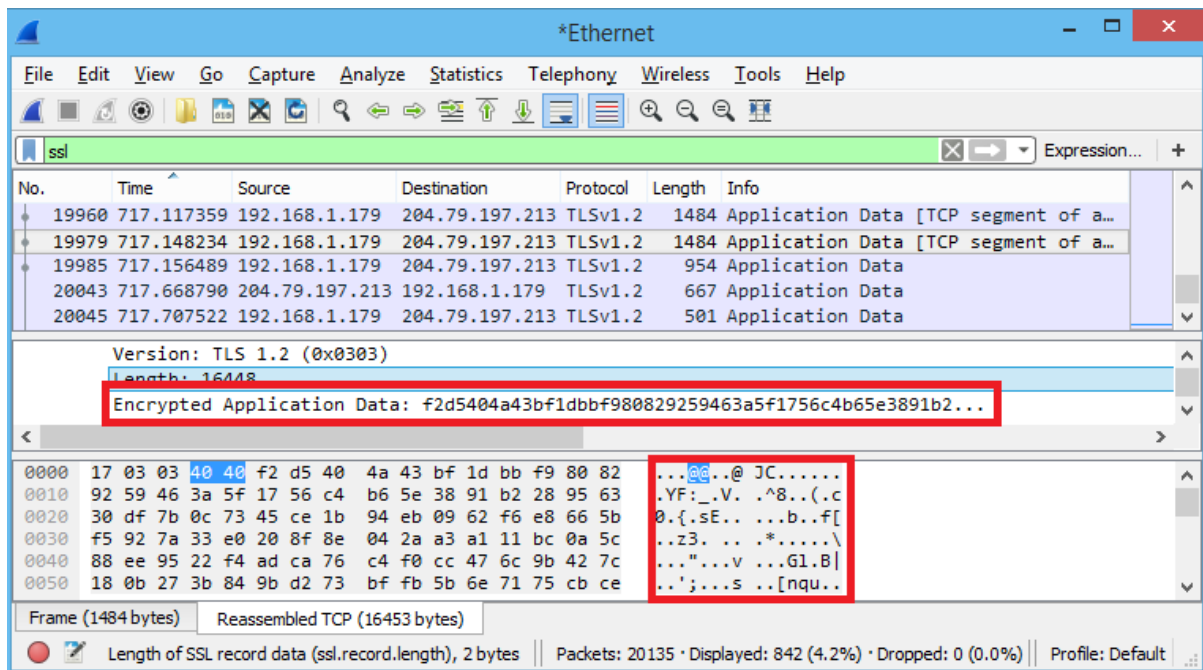 *Ethernet
File Edit View Go Capture Analyze Statistics Telephony Wireless Tools Help
ssl Expression... +
No. Time Source Destination Protocol Length Info
19960 717.117359 192.168.1.179 204.79.197.213 TLSv1.2 1484 Application Data [TCP segment of a…
19979 717.148234 192.168.1.179 204.79.197.213 TLSv1.2 1484 Application Data [TCP segment of a…
19985 717.156489 192.168.1.179 204.79.197.213 TLSv1.2 954 Application Data
20043 717.668790 204.79.197.213 192.168.1.179 TLSv1.2 667 Application Data
20045 717.707522 192.168.1.179 204.79.197.213 TLSv1.2 501 Application Data
Version: TLS 1.2 (0x0303)
Length: 16448
Encrypted Application Data: f2d5404a43bf1dbbf980829259463a5f1756c4b65e3891b2...
0000 17 03 03 40 40 f2 d5 40 4a 43 bf 1d bb f9 80 82 ...@@..@ JC......
0010 92 59 46 3a 5f 17 56 c4 b6 5e 38 91 b2 28 95 63 .YF:_.V. .^8..(.c
0020 30 df 7b 0c 73 45 ce 1b 94 eb 09 62 f6 e8 66 5b 0.{.sE.. ...b..f[
0030 f5 92 7a 33 e0 20 8f 8e 04 2a a3 a1 11 bc 0a 5c ..z3. .. .*.....\
0040 88 ee 95 22 f4 ad ca 76 c4 f0 cc 47 6c 9b 42 7c ..."...v ...Gl.B|
0050 18 0b 27 3b 84 9b d2 73 bf fb 5b 6e 71 75 cb ce ..';...s ..[nqu..
Frame (1484 bytes) Reassembled TCP (16453 bytes)
Length of SSL record data (ssl.record.length), 2 bytes Packets: 20135 · Displayed: 842 (4.2%) · Dropped: 0 (0.0%) Profile: Default